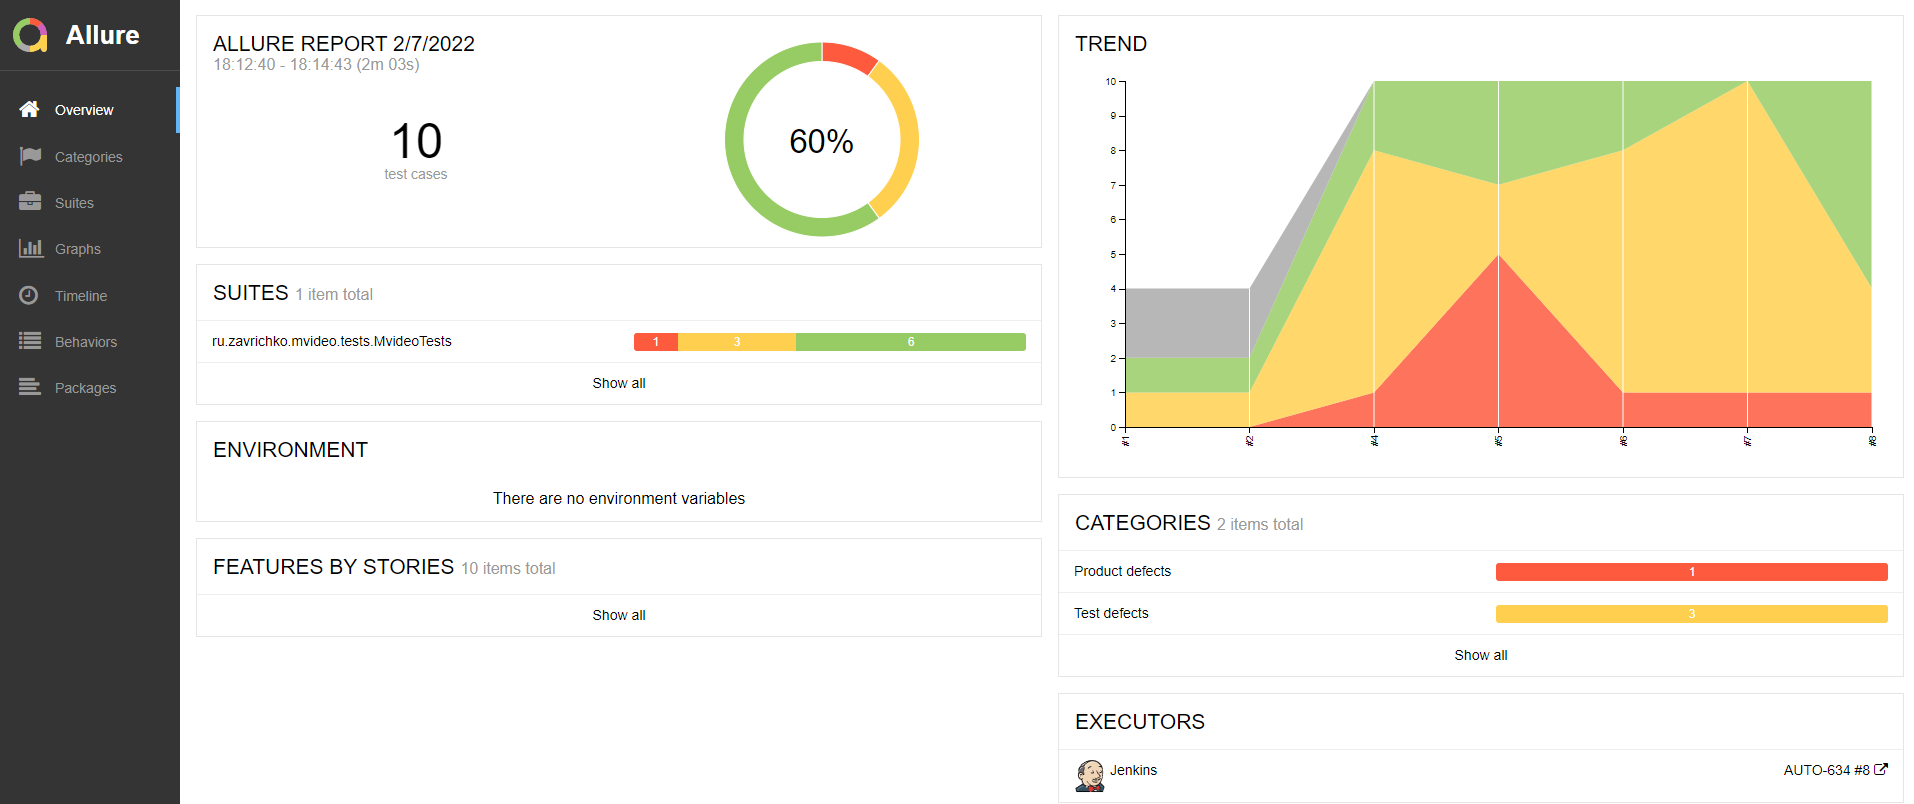 Allure
Overview
Categories
Suites
Graphs
Timeline
Behaviors
Packages
ALLURE REPORT 2/7/2022
18:12:40 - 18:14:43 (2m 03s)
10
test cases
60%
SUITES 1 item total
ru.zavrichko.mvideo.tests.MvideoTests 1 3 6
Show all
ENVIRONMENT
There are no environment variables
FEATURES BY STORIES 10 items total
Show all
TREND
10
9
8
7
6
5
4
3
2
1
0
#1 #2 #4 #5 #6 #7 #8
CATEGORIES 2 items total
Product defects 1
Test defects 3
Show all
EXECUTORS
Jenkins AUTO-634 #8